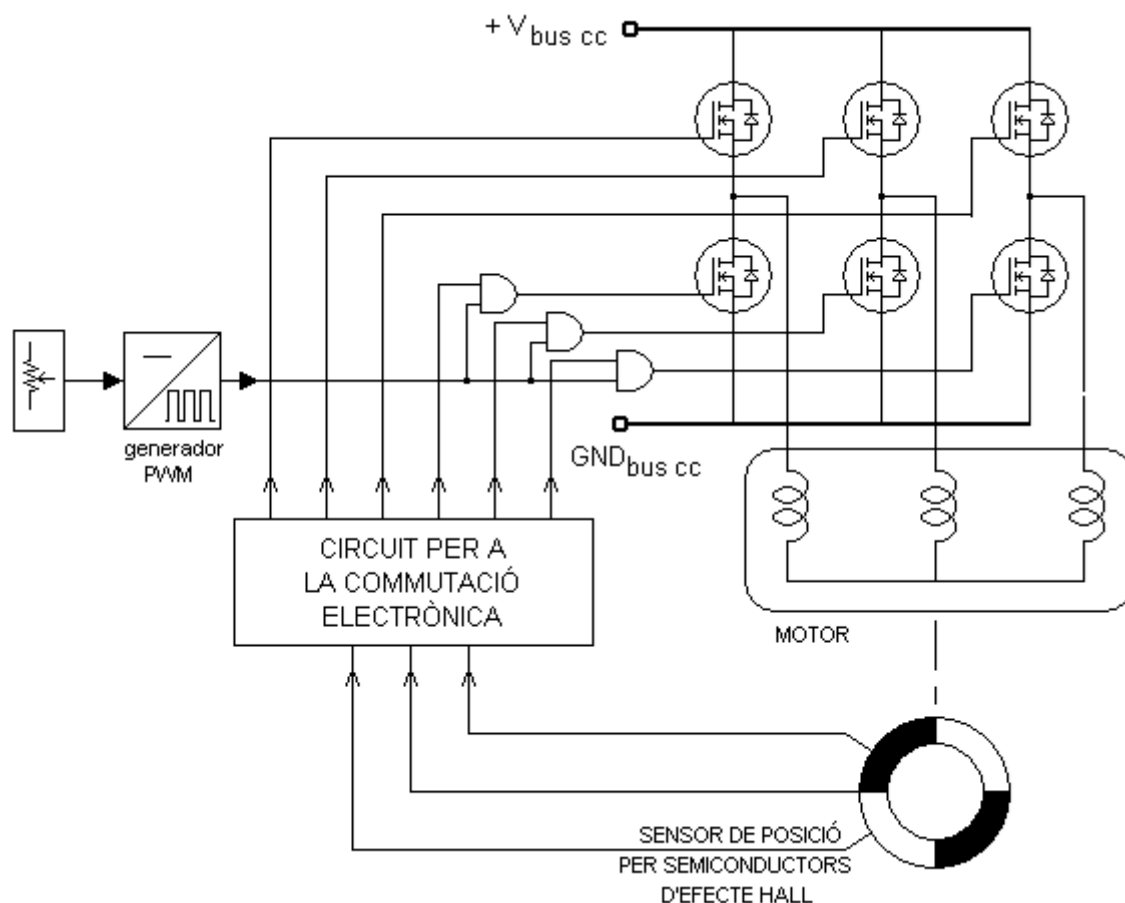 + V bus cc
generador
PWM
GND bus cc
CIRCUIT PER A
LA COMMUTACIÓ
ELECTRÒNICA
MOTOR
SENSOR DE POSICIÓ
PER SEMICONDUCTORS
D'EFECTE HALL